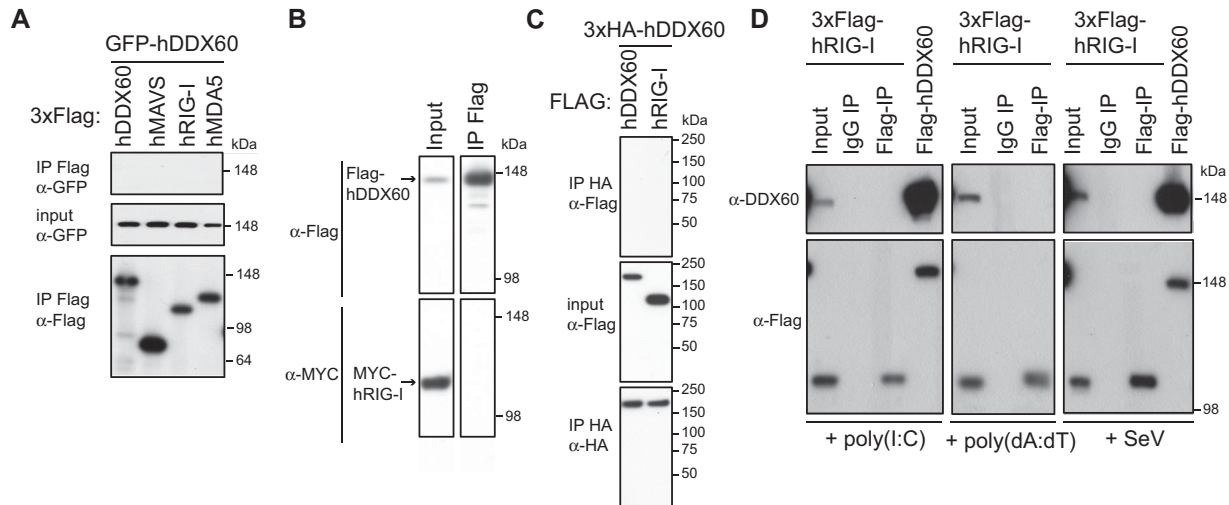 A
GFP-hDDX60
3xFlag:
hDDX60
hMAVS
hRIG-I
hMDA5
kDa
IP Flag
α-GFP
148
input
α-GFP
148
IP Flag
α-Flag
148
98
64
B
Input
IP Flag
kDa
Flag-
hDDX60
148
α-Flag
98
148
α-MYC
MYC-
hRIG-I
98
C
3xHA-hDDX60
FLAG:
hDDX60
hRIG-I
kDa
IP HA
α-Flag
250
150
100
75
50
input
α-Flag
250
150
100
75
50
IP HA
α-HA
250
150
100
75
50
D
3xFlag-
hRIG-I
Input
IgG IP
Flag-IP
Flag-hDDX60
3xFlag-
hRIG-I
Input
IgG IP
Flag-IP
3xFlag-
hRIG-I
Input
IgG IP
Flag-IP
Flag-hDDX60
kDa
α-DDX60
148
α-Flag
148
98
+ poly(I:C)
+ poly(dA:dT)
+ SeV